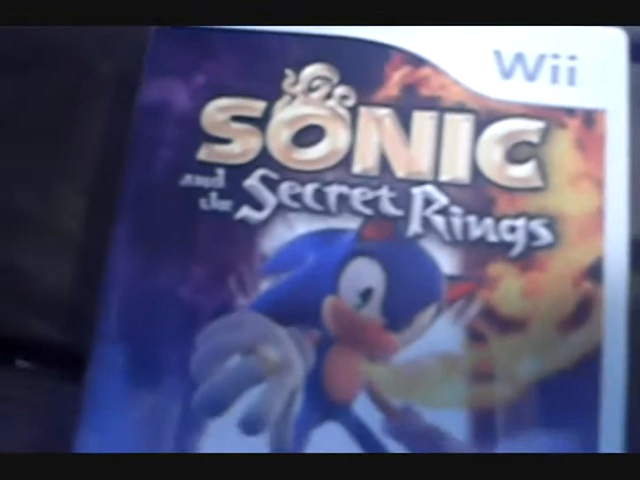 Wii
SONIC
and the Secret Rings